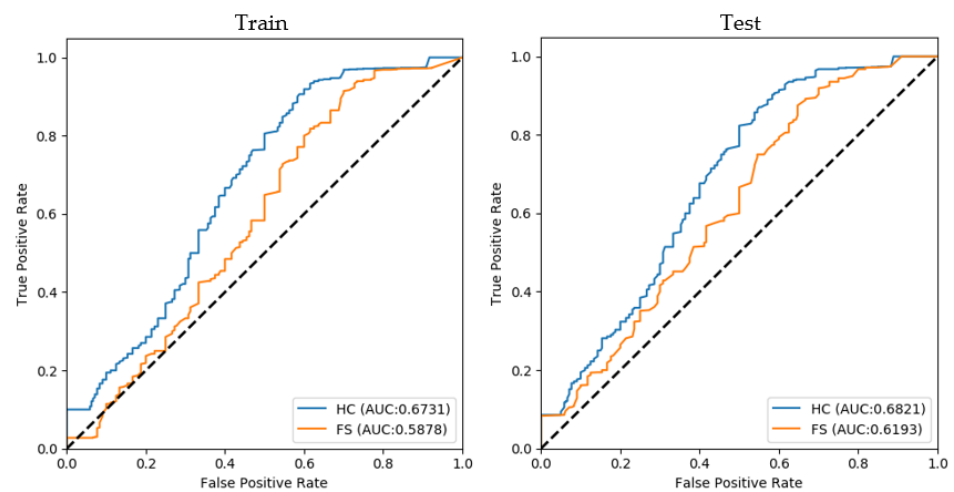 Train
1.0
0.8
0.6
0.4
0.2
0.0
True Positive Rate
0.0 0.2 0.4 0.6 0.8 1.0
False Positive Rate
HC (AUC:0.6731)
FS (AUC:0.5878)
Test
1.0
0.8
0.6
0.4
0.2
0.0
True Positive Rate
0.0 0.2 0.4 0.6 0.8 1.0
False Positive Rate
HC (AUC:0.6821)
FS (AUC:0.6193)